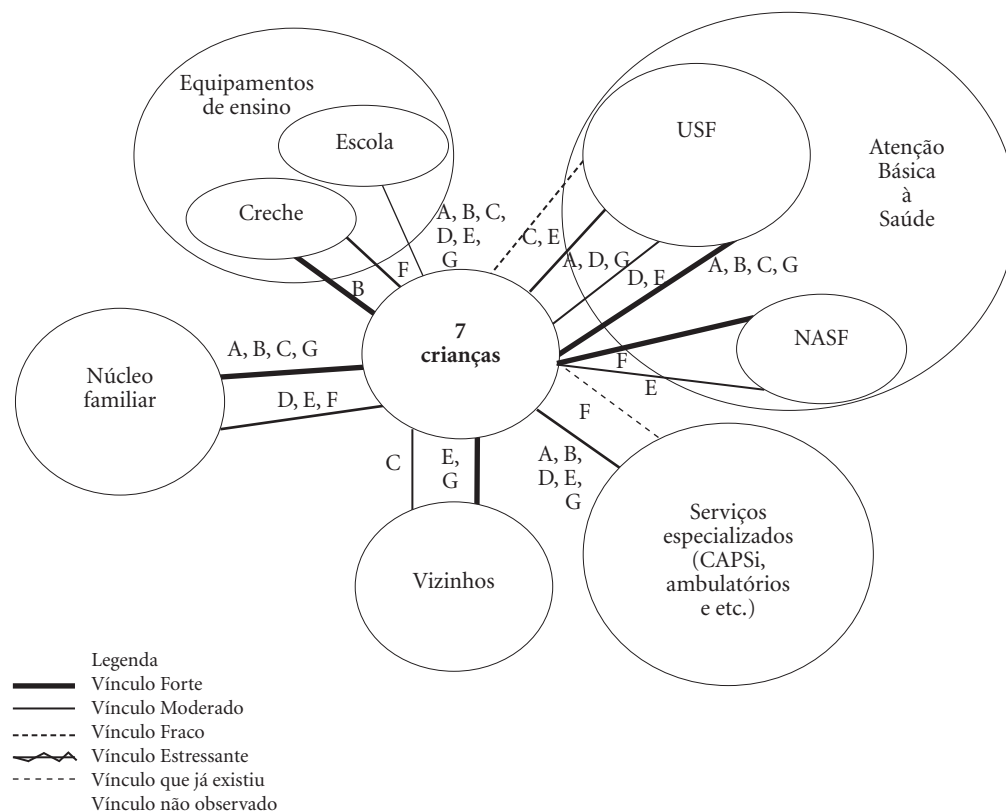 Equipamentos
de ensino
Escola
Creche
USF
Atenção
Básica
à
Saúde
NASF
A, B, C,
D, E,
G
F
B
C, E
A, D, G
D, E
A, B, C, G
F
E
7
crianças
Núcleo
familiar
A, B, C, G
D, E, F
C
E,
G
Vizinhos
F
A, B,
D, E,
G
Serviços
especializados
(CAPSi,
ambulatórios
e etc.)
Legenda
Vínculo Forte
Vínculo Moderado
Vínculo Fraco
Vínculo Estressante
Vínculo que já existiu
Vínculo não observado